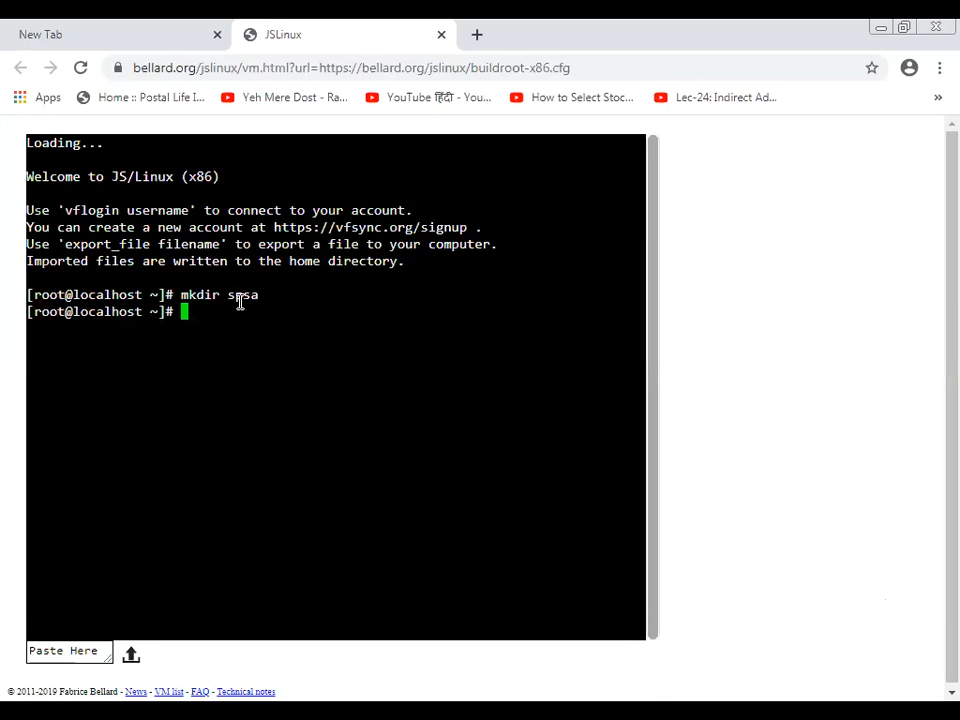 New Tab
JSLinux
bellard.org/jslinux/vm.html?url=https://bellard.org/jslinux/buildroot-x86.cfg
Apps Home :: Postal Life I... Yeh Mere Dost - Ra... YouTube हिंदी - You... How to Select Stoc... Lec-24: Indirect Ad... »
Loading...
Welcome to JS/Linux (x86)
Use 'vflogin username' to connect to your account.
You can create a new account at https://vfsync.org/signup .
Use 'export_file filename' to export a file to your computer.
Imported files are written to the home directory.
[root@localhost ~]# mkdir spsa
[root@localhost ~]#
Paste Here
© 2011-2019 Fabrice Bellard - News - VM list - FAQ - Technical notes